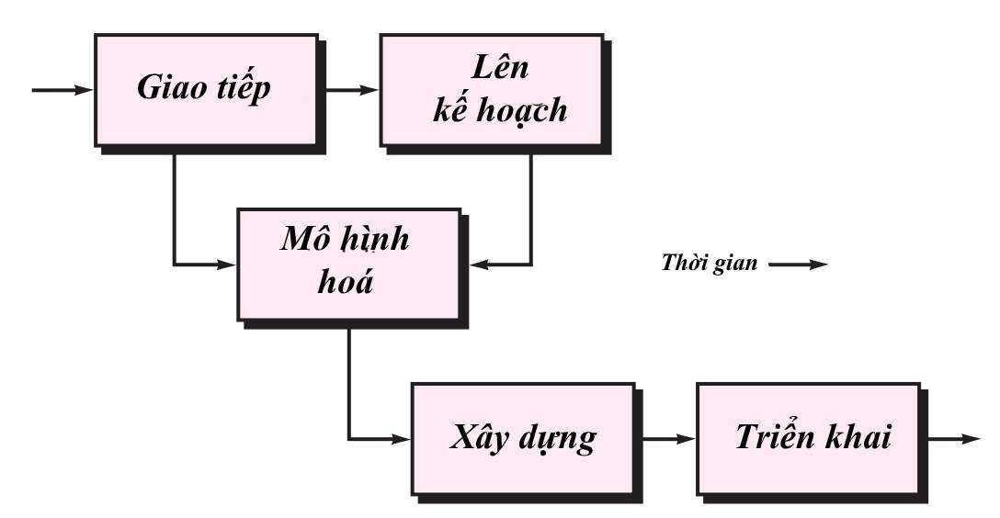 Giao tiếp
Lên
kế hoạch
Mô hình
hoá
Thời gian
Xây dựng
Triển khai